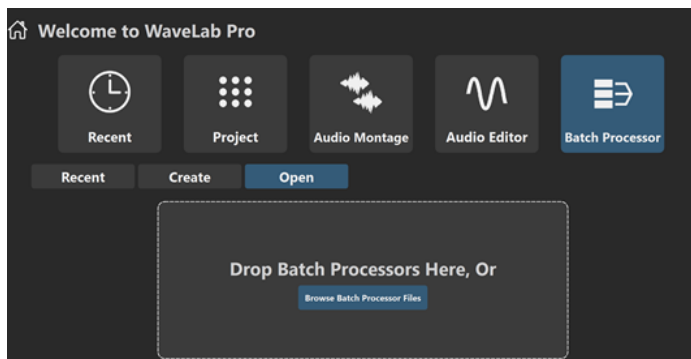 Welcome to WaveLab Pro
Recent Project Audio Montage Audio Editor Batch Processor
Recent Create Open
Drop Batch Processors Here, Or
Browse Batch Processor Files